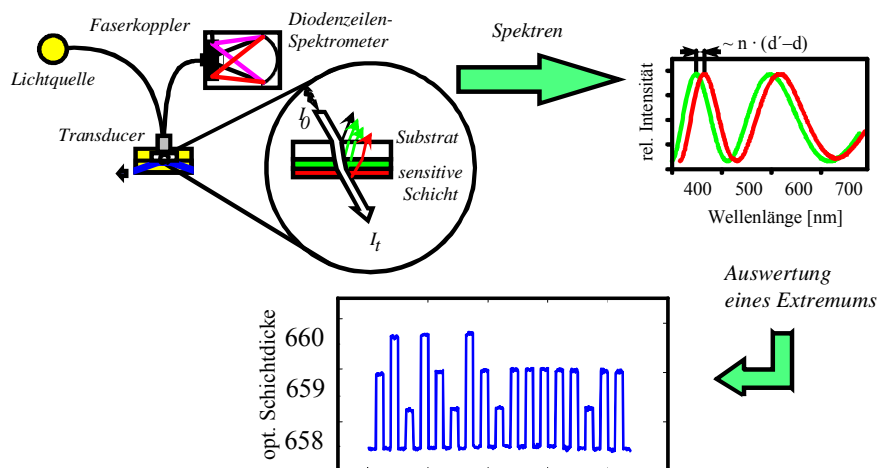 Faserkoppler
Diodenzeilen-
Spektrometer
Lichtquelle
Transducer
I0
Substrat
sensitive
Schicht
It
Spektren
~ n · (d´–d)
rel. Intensität
400 500 600 700
Wellenlänge [nm]
Auswertung
eines Extremums
opt. Schichtdicke
660
659
658